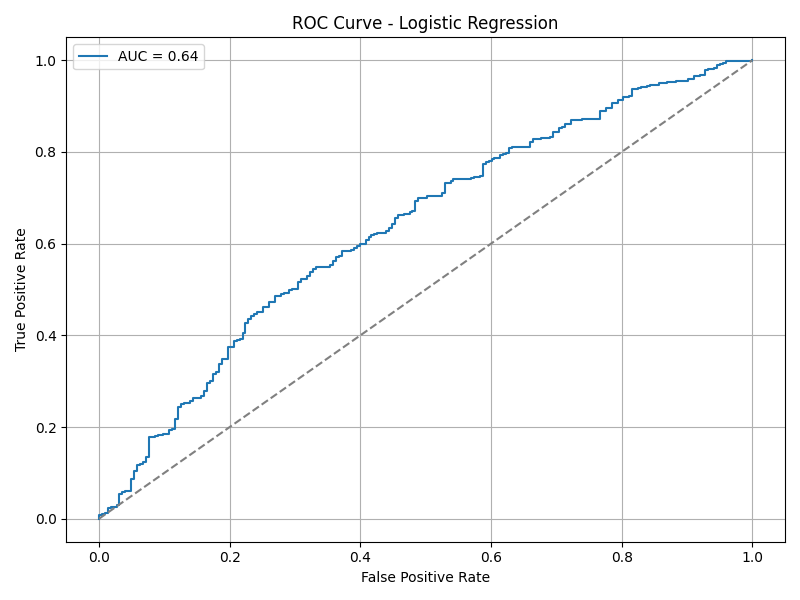 ROC Curve - Logistic Regression
AUC = 0.64
True Positive Rate
1.0
0.8
0.6
0.4
0.2
0.0
0.0 0.2 0.4 0.6 0.8 1.0
False Positive Rate